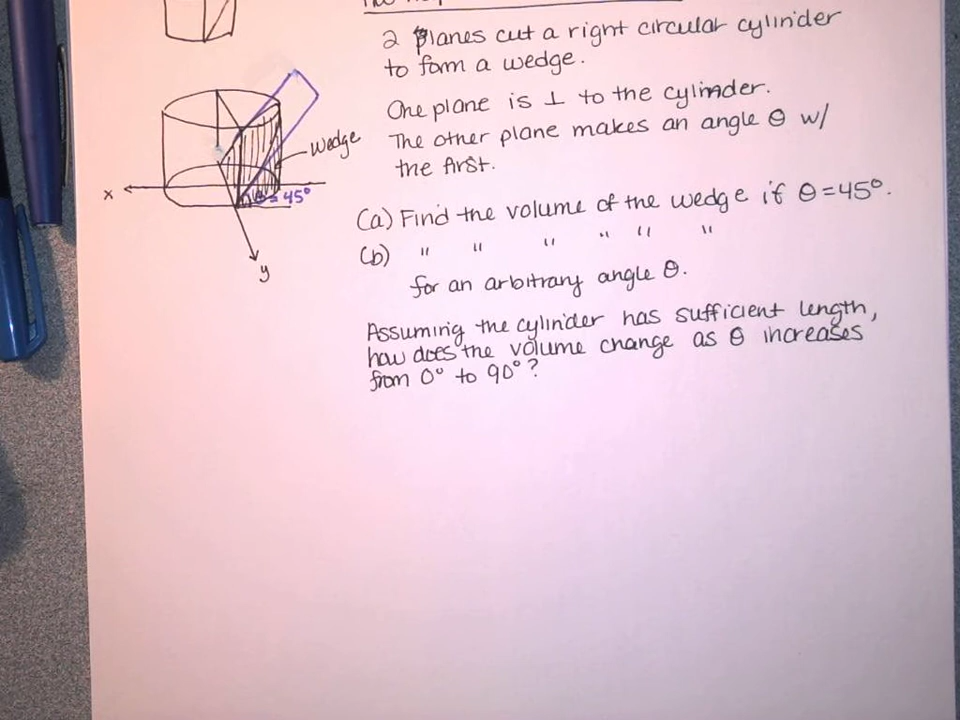 2 planes cut a right circular cylinder
to form a wedge.
One plane is ⊥ to the cylinder.
The other plane makes an angle θ w/
the first.
wedge
x
θ = 45°
y
(a) Find the volume of the wedge if θ = 45°.
(b) " " " " " "
for an arbitrary angle θ.
Assuming the cylinder has sufficient length,
how does the volume change as θ increases
from 0° to 90°?